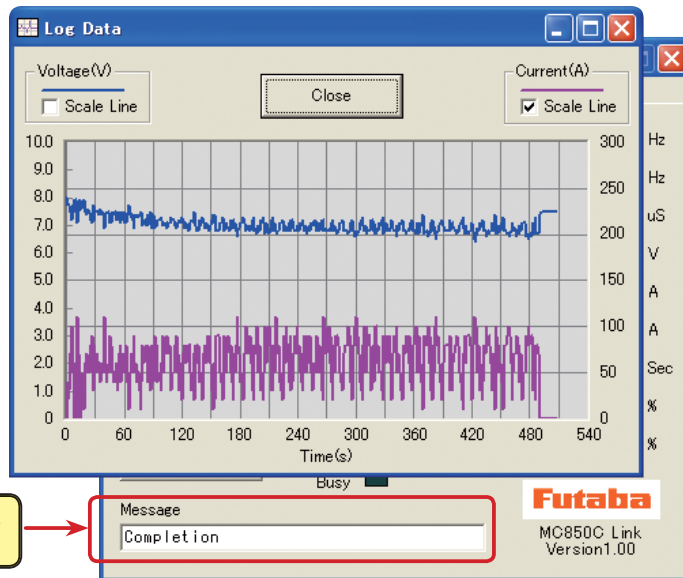 Log Data
Voltage(V)
Scale Line
Close
Current(A)
Scale Line
10.0
9.0
8.0
7.0
6.0
5.0
4.0
3.0
2.0
1.0
0
300
250
200
150
100
50
0
0 60 120 180 240 300 360 420 480 540
Time(s)
Hz
Hz
uS
V
A
A
Sec
%
%
Busy
Message
Completion
Futaba
MC850C Link
Version1.00